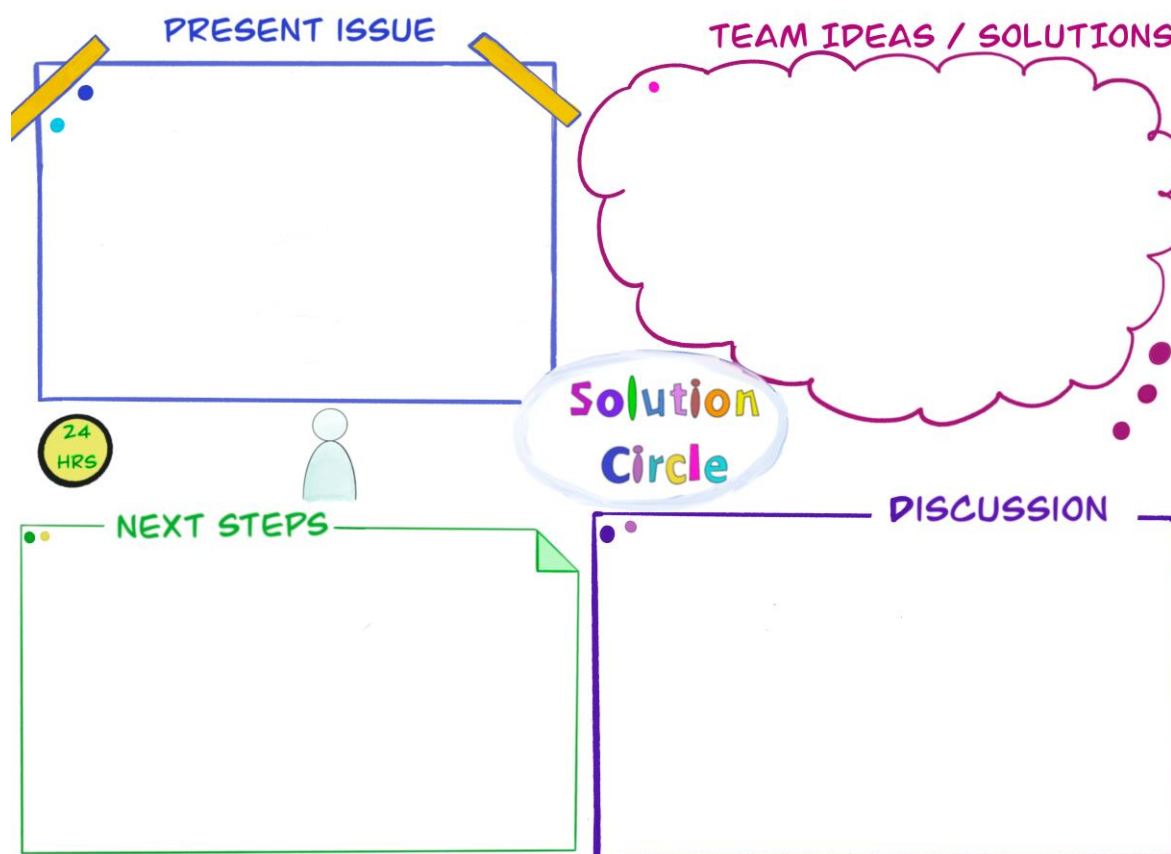 PRESENT ISSUE
TEAM IDEAS / SOLUTIONS
Solution
Circle
24
HRS
NEXT STEPS
DISCUSSION